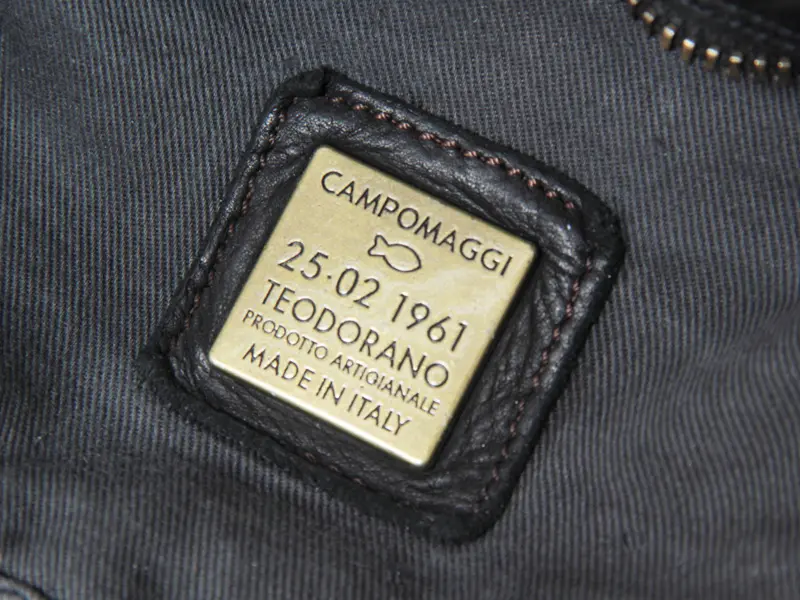 CAMPOMAGGI
25·02 1961
TEODORANO
PRODOTTO ARTIGIANALE
MADE IN ITALY